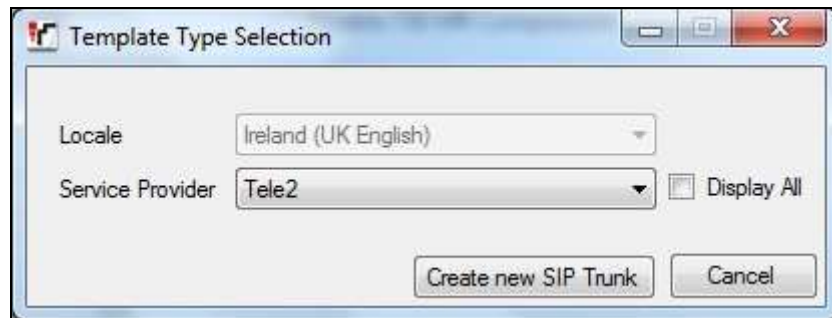 Template Type Selection
Locale Ireland (UK English)
Service Provider Tele2 Display All
Create new SIP Trunk Cancel